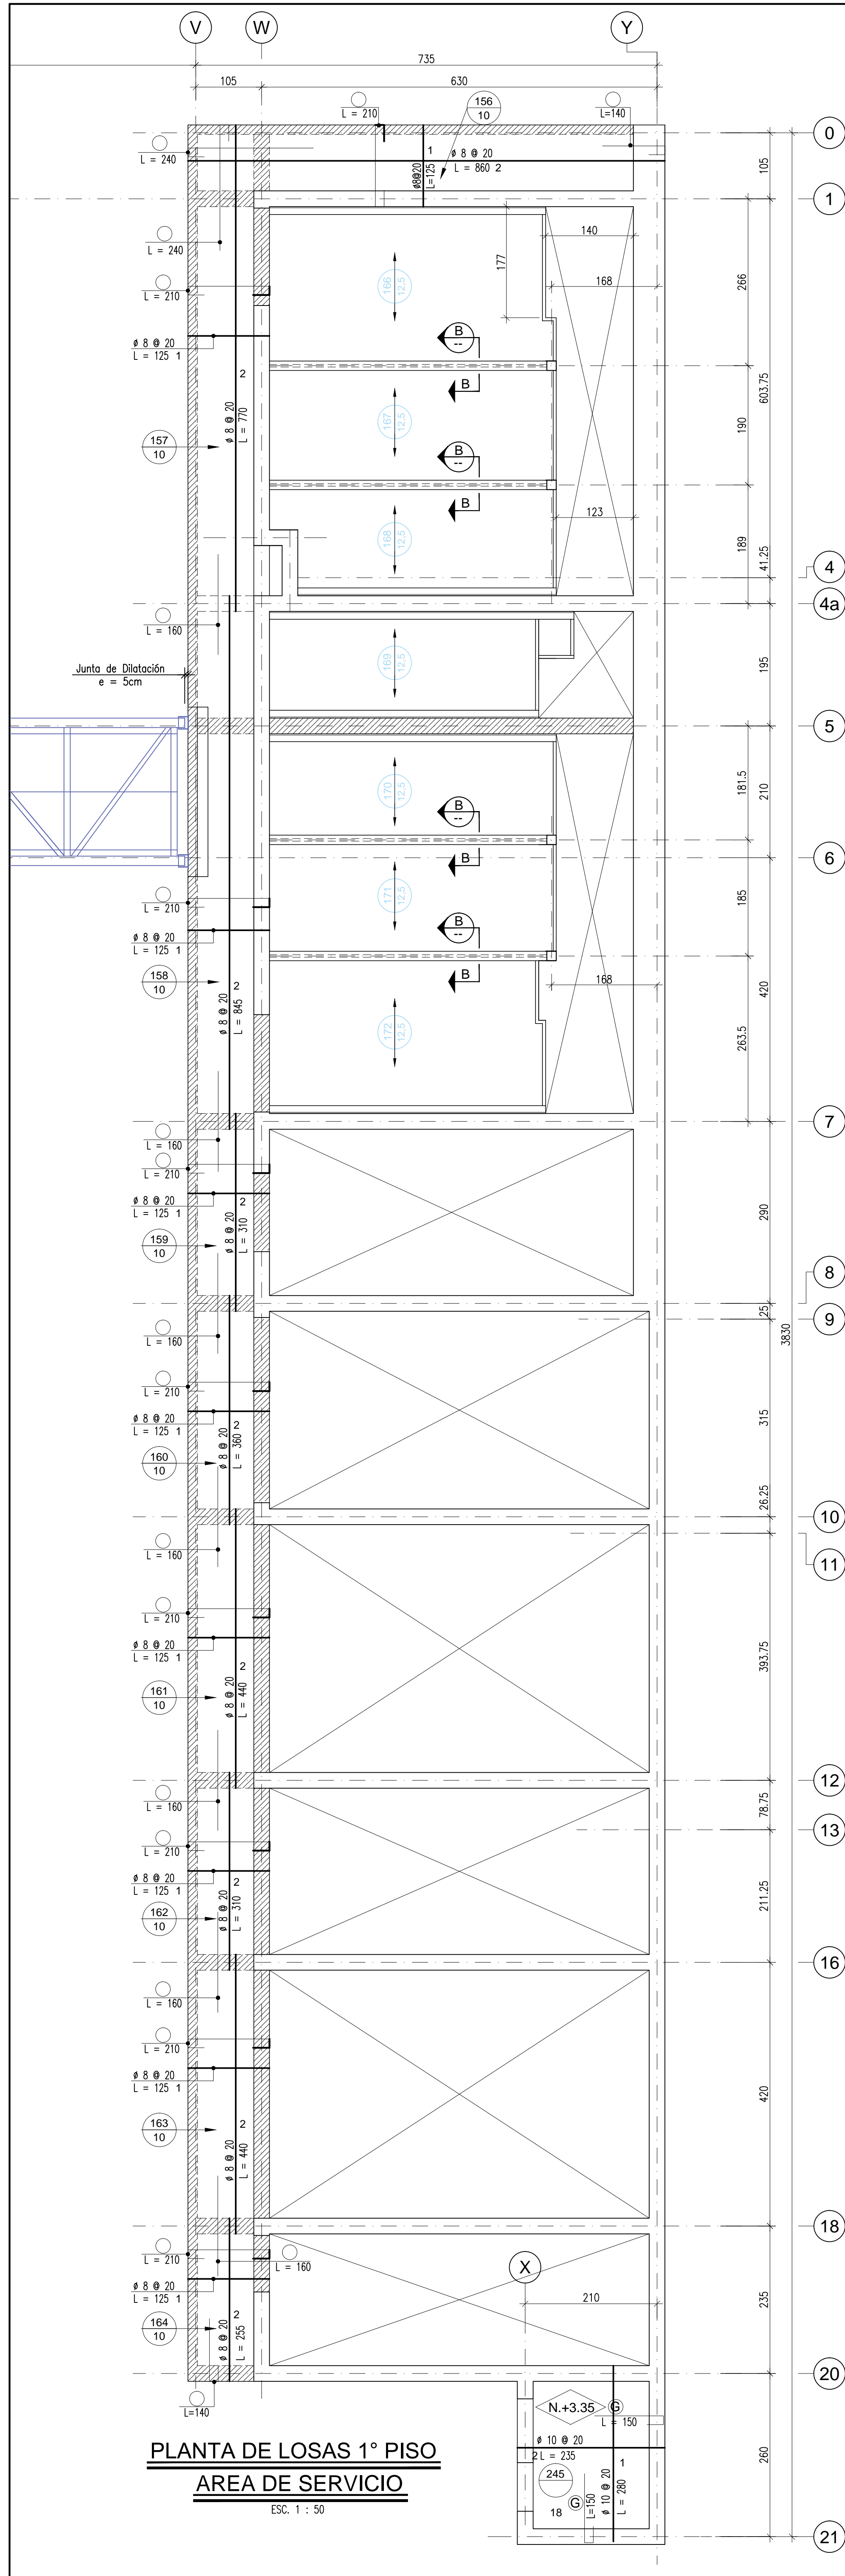 V
W
Y
735
105
630
L = 210
156
10
L=140
0
L = 240
1
ø 8 @ 20
L = 860 2
ø8@20
L=125
105
1
L = 240
140
177
168
166
12.5
266
L = 210
B
--
ø 8 @ 20
L = 125 1
2
B
ø 8 @ 20
L = 770
603.75
167
12.5
190
157
10
B
--
B
123
168
12.5
189
41.25
4
4a
L = 160
169
12.5
195
Junta de Dilatación
e = 5cm
5
181.5
210
170
12.5
B
--
B
6
171
12.5
185
L = 210
B
--
ø 8 @ 20
L = 125 1
158
10
2
B
168
ø 8 @ 20
L = 845
420
172
12.5
263.5
7
L = 160
L = 210
ø 8 @ 20
L = 125 1
2
290
159
10
ø 8 @ 20
L = 310
8
25
9
L = 160
3830
L = 210
315
ø 8 @ 20
L = 125 1
2
160
10
ø 8 @ 20
L = 360
26.25
10
11
L = 160
L = 210
ø 8 @ 20
L = 125 1
393.75
2
161
10
ø 8 @ 20
L = 440
12
L = 160
78.75
13
L = 210
ø 8 @ 20
L = 125 1
2
211.25
162
10
ø 8 @ 20
L = 310
16
L = 160
L = 210
ø 8 @ 20
L = 125 1
420
2
163
10
ø 8 @ 20
L = 440
18
L = 210
L = 160
X
ø 8 @ 20
L = 125 1
210
235
2
164
10
ø 8 @ 20
L = 255
20
L=140
N.+3.35
G
L = 150
ø 10 @ 20
2 L = 235
1
260
245
18
G
L=150
ø 10 @ 20
L = 280
21
PLANTA DE LOSAS 1° PISO
AREA DE SERVICIO
ESC. 1 : 50